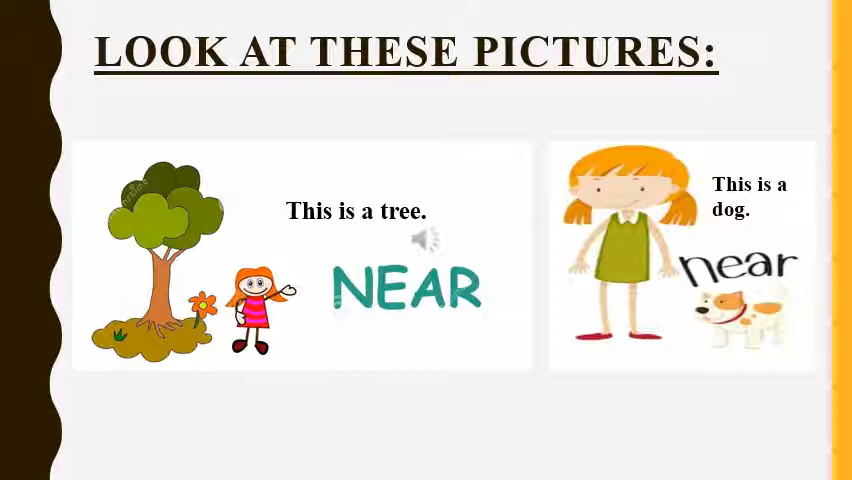 LOOK AT THESE PICTURES:
This is a tree.
NEAR
This is a
dog.
near